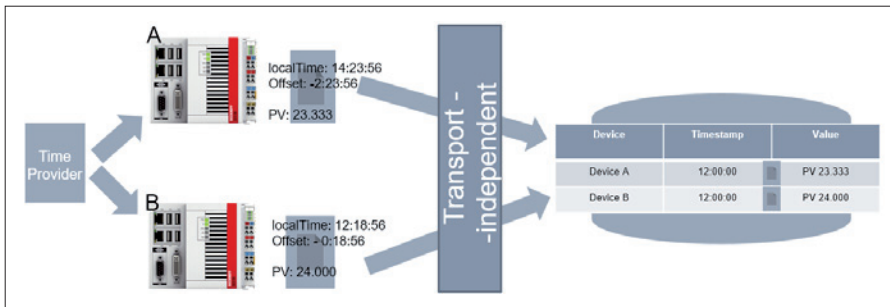 A
localTime: 14:23:56
Offset: -2:23:56
PV: 23.333
Time
Provider
B
localTime: 12:18:56
Offset: -0:18:56
PV: 24.000
Transport -
-independent
Device Timestamp Value
Device A 12:00:00 PV 23.333
Device B 12:00:00 PV 24.000